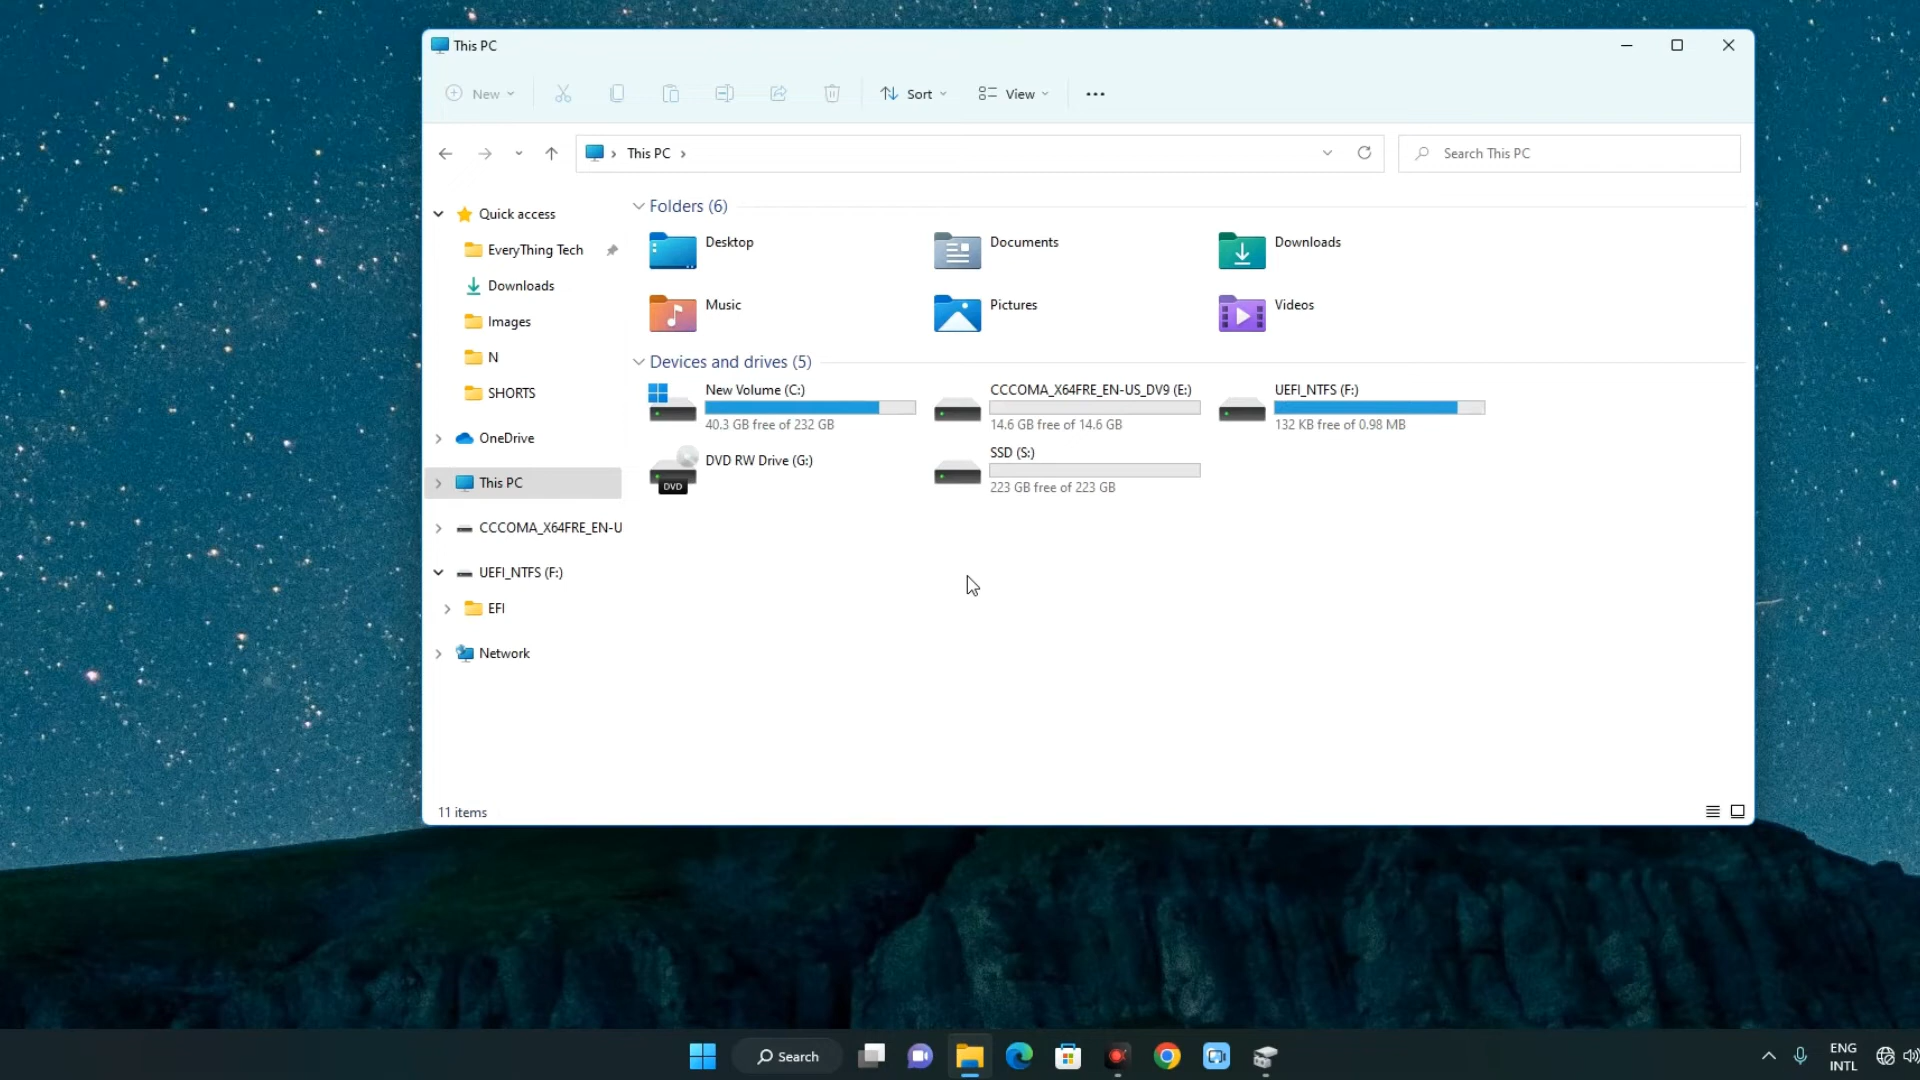 This PC
New
Sort
View
This PC
Search This PC
Quick access
EveryThing Tech
Downloads
Images
N
SHORTS
OneDrive
This PC
CCCOMA_X64FRE_EN-U
UEFI_NTFS (F:)
EFI
Network
Folders (6)
Desktop
Documents
Downloads
Music
Pictures
Videos
Devices and drives (5)
New Volume (C:)
40.3 GB free of 232 GB
CCCOMA_X64FRE_EN-US_DV9 (E:)
14.6 GB free of 14.6 GB
UEFI_NTFS (F:)
132 KB free of 0.98 MB
DVD
DVD RW Drive (G:)
SSD (S:)
223 GB free of 223 GB
11 items
Search
ENG
INTL